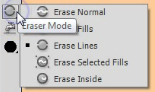 Erase Normal
Eraser Mode
Fills
Erase Lines
Erase Selected Fills
Erase Inside